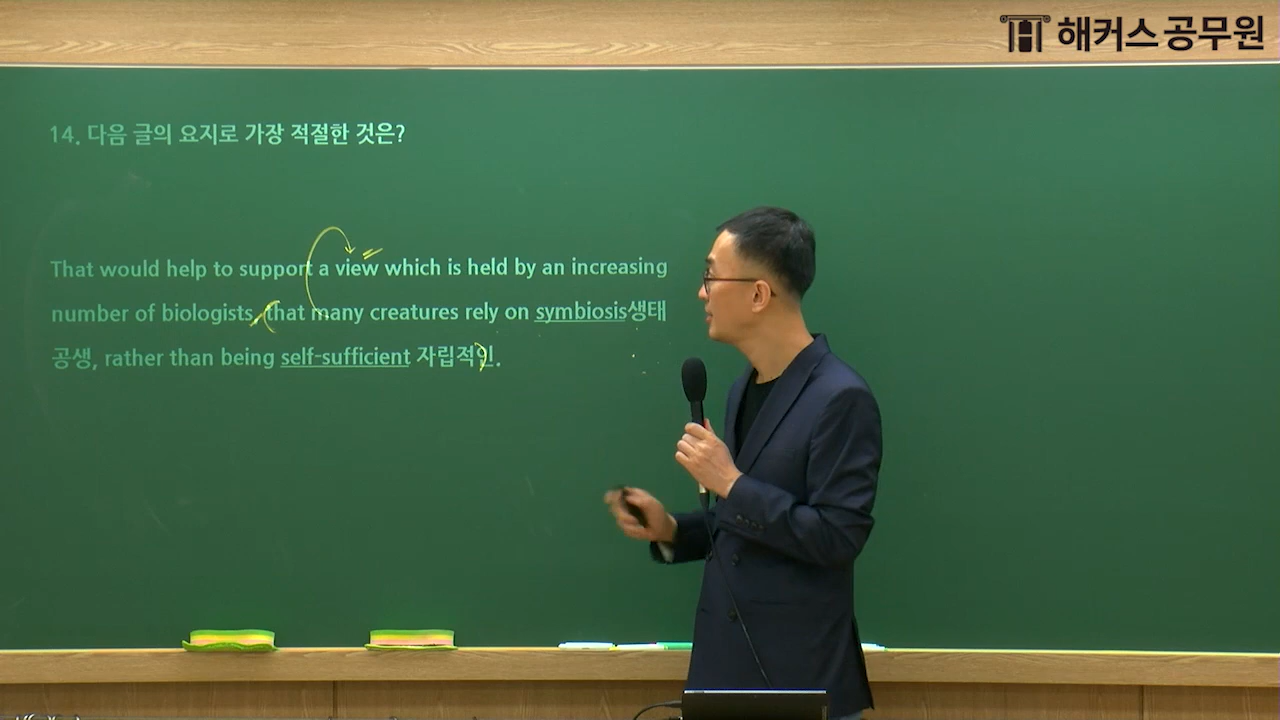 해커스공무원
14. 다음 글의 요지로 가장 적절한 것은?
That would help to support a view which is held by an increasing
number of biologists, that many creatures rely on symbiosis생태
공생, rather than being self-sufficient 자립적인.